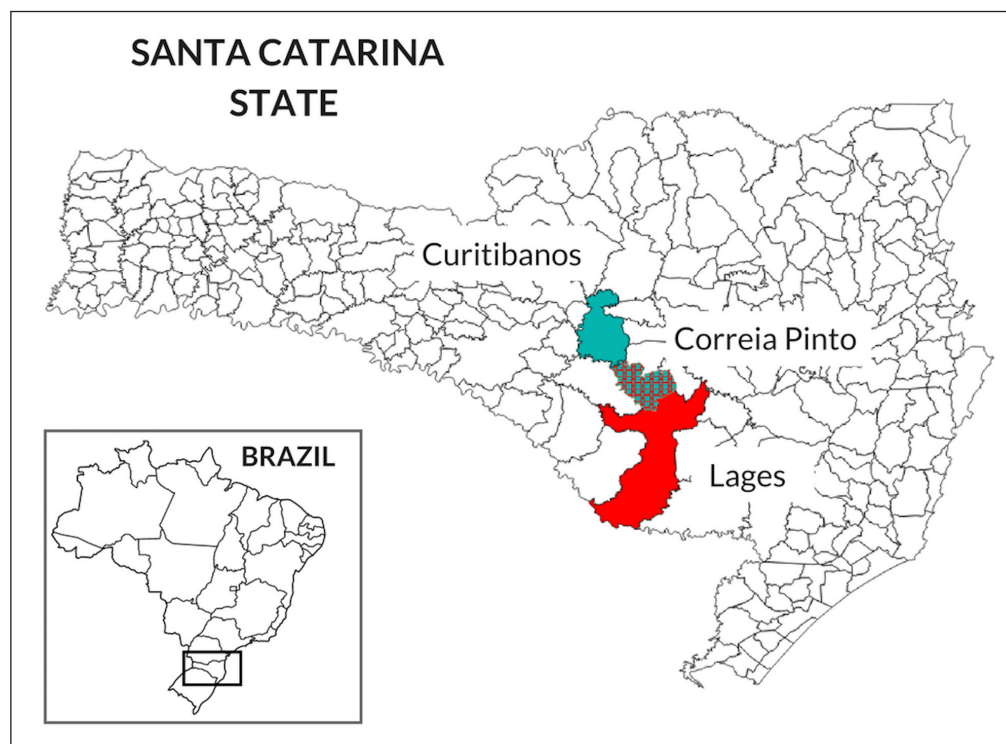 SANTA CATARINA
STATE
Curitibanos
Correia Pinto
Lages
BRAZIL